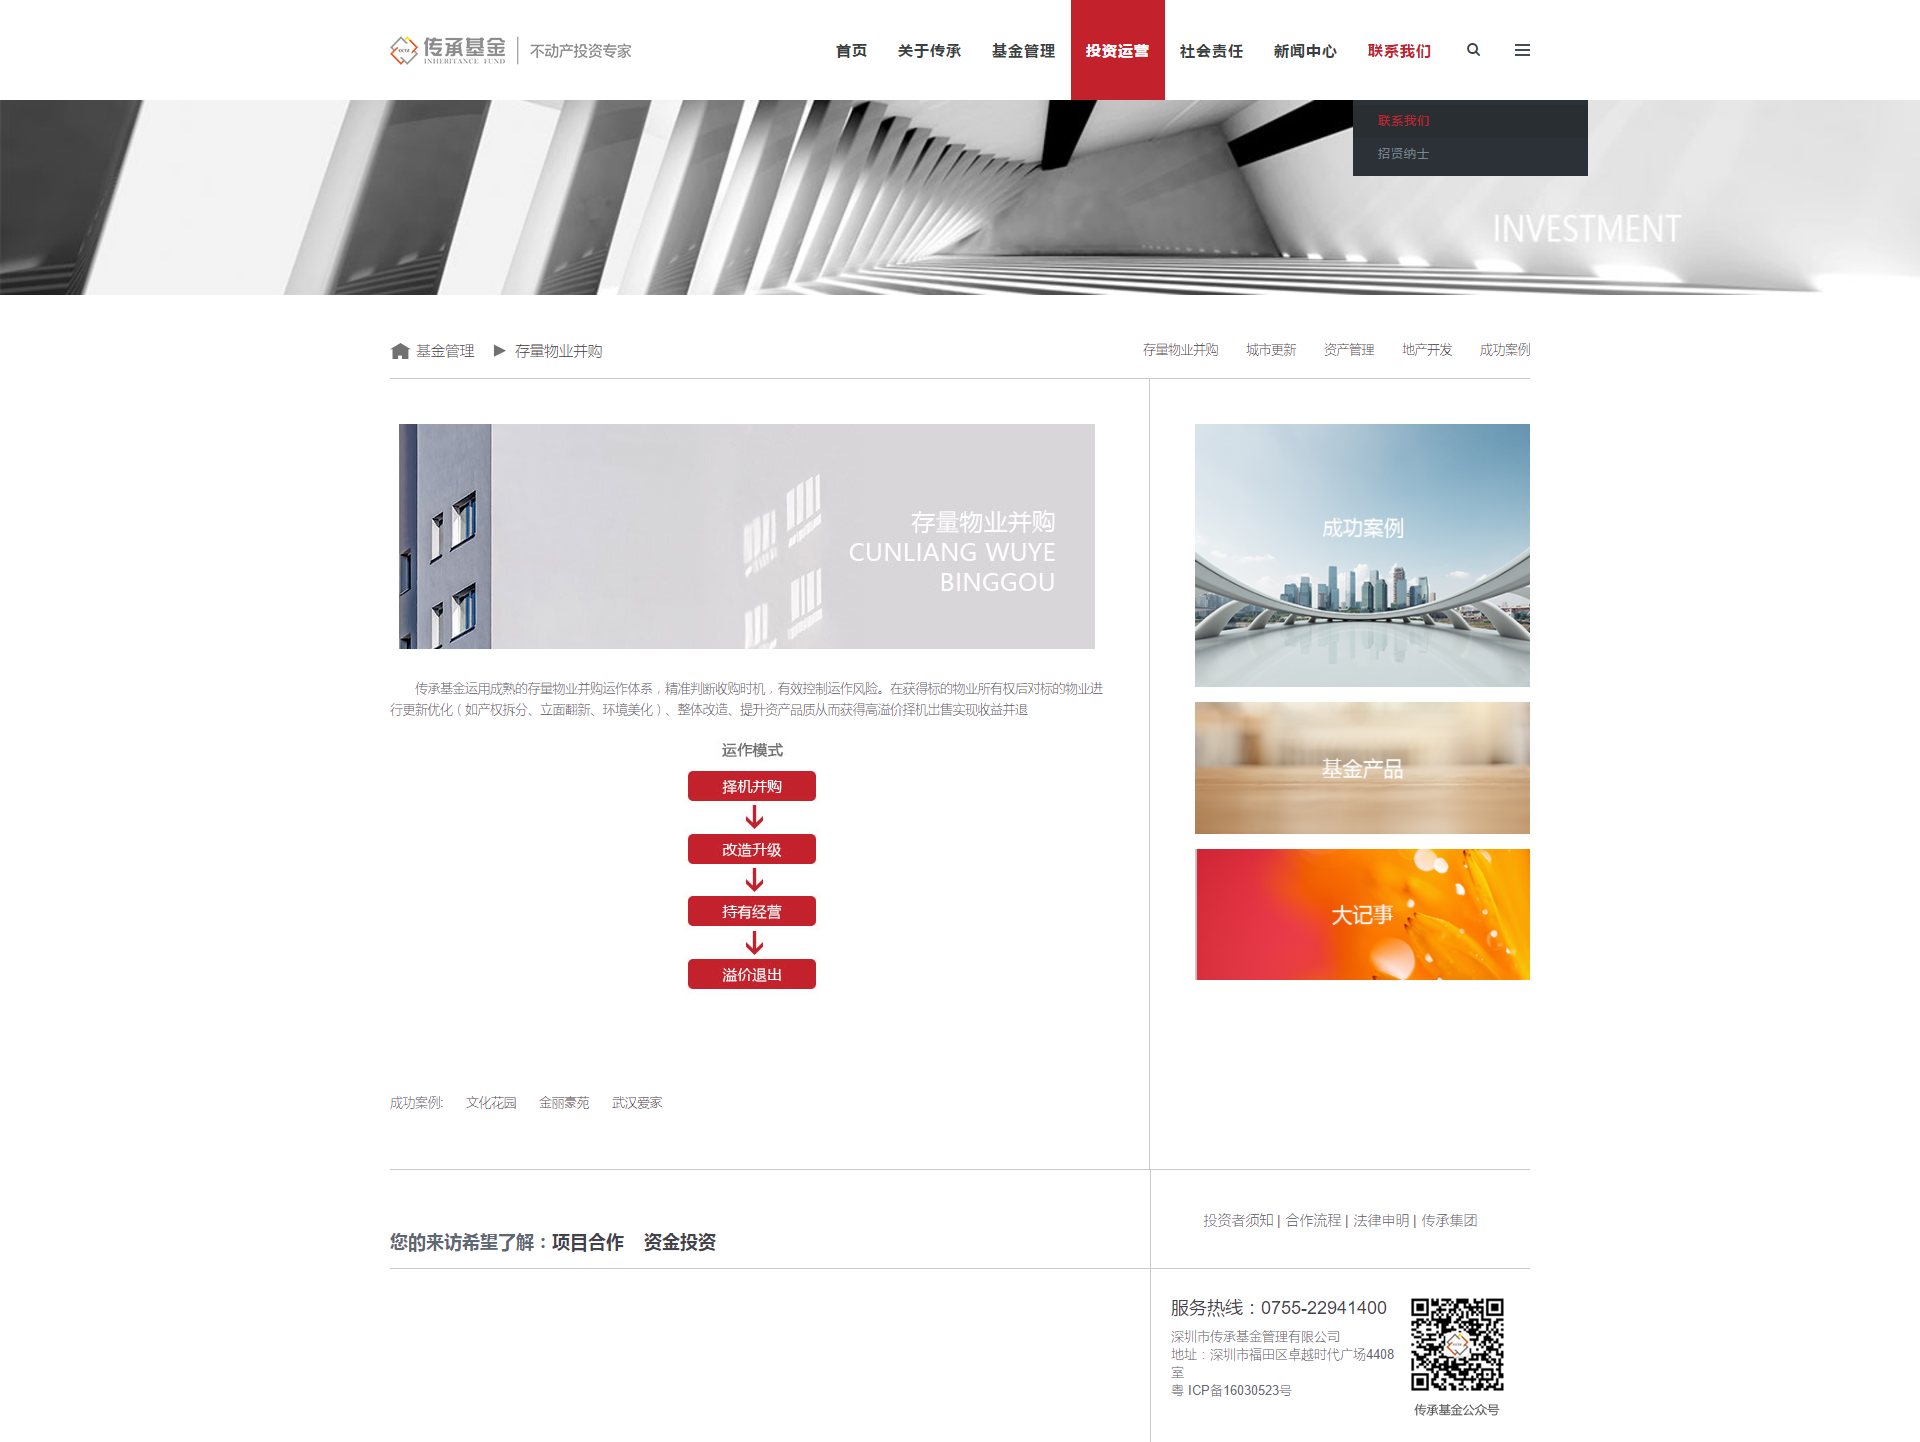 传承基金
INHERITANCE FUND
不动产投资专家
首页
关于传承
基金管理
投资运营
社会责任
新闻中心
联系我们
联系我们
招贤纳士
INVESTMENT
基金管理
存量物业并购
存量物业并购
城市更新
资产管理
地产开发
成功案例
存量物业并购
CUNLIANG WUYE
BINGGOU
成功案例
基金产品
大记事
传承基金运用成熟的存量物业并购运作体系，精准判断收购时机，有效控制运作风险。在获得标的物业所有权后对标的物业进
行更新优化（如产权拆分、立面翻新、环境美化）、整体改造、提升资产品质从而获得高溢价择机出售实现收益并退
运作模式
择机并购
改造升级
持有经营
溢价退出
成功案例:
文化花园
金丽豪苑
武汉爱家
您的来访希望了解：项目合作 资金投资
投资者须知 | 合作流程 | 法律申明 | 传承集团
服务热线：0755-22941400
深圳市传承基金管理有限公司
地址：深圳市福田区卓越时代广场4408
室
粤 ICP备16030523号
传承基金公众号